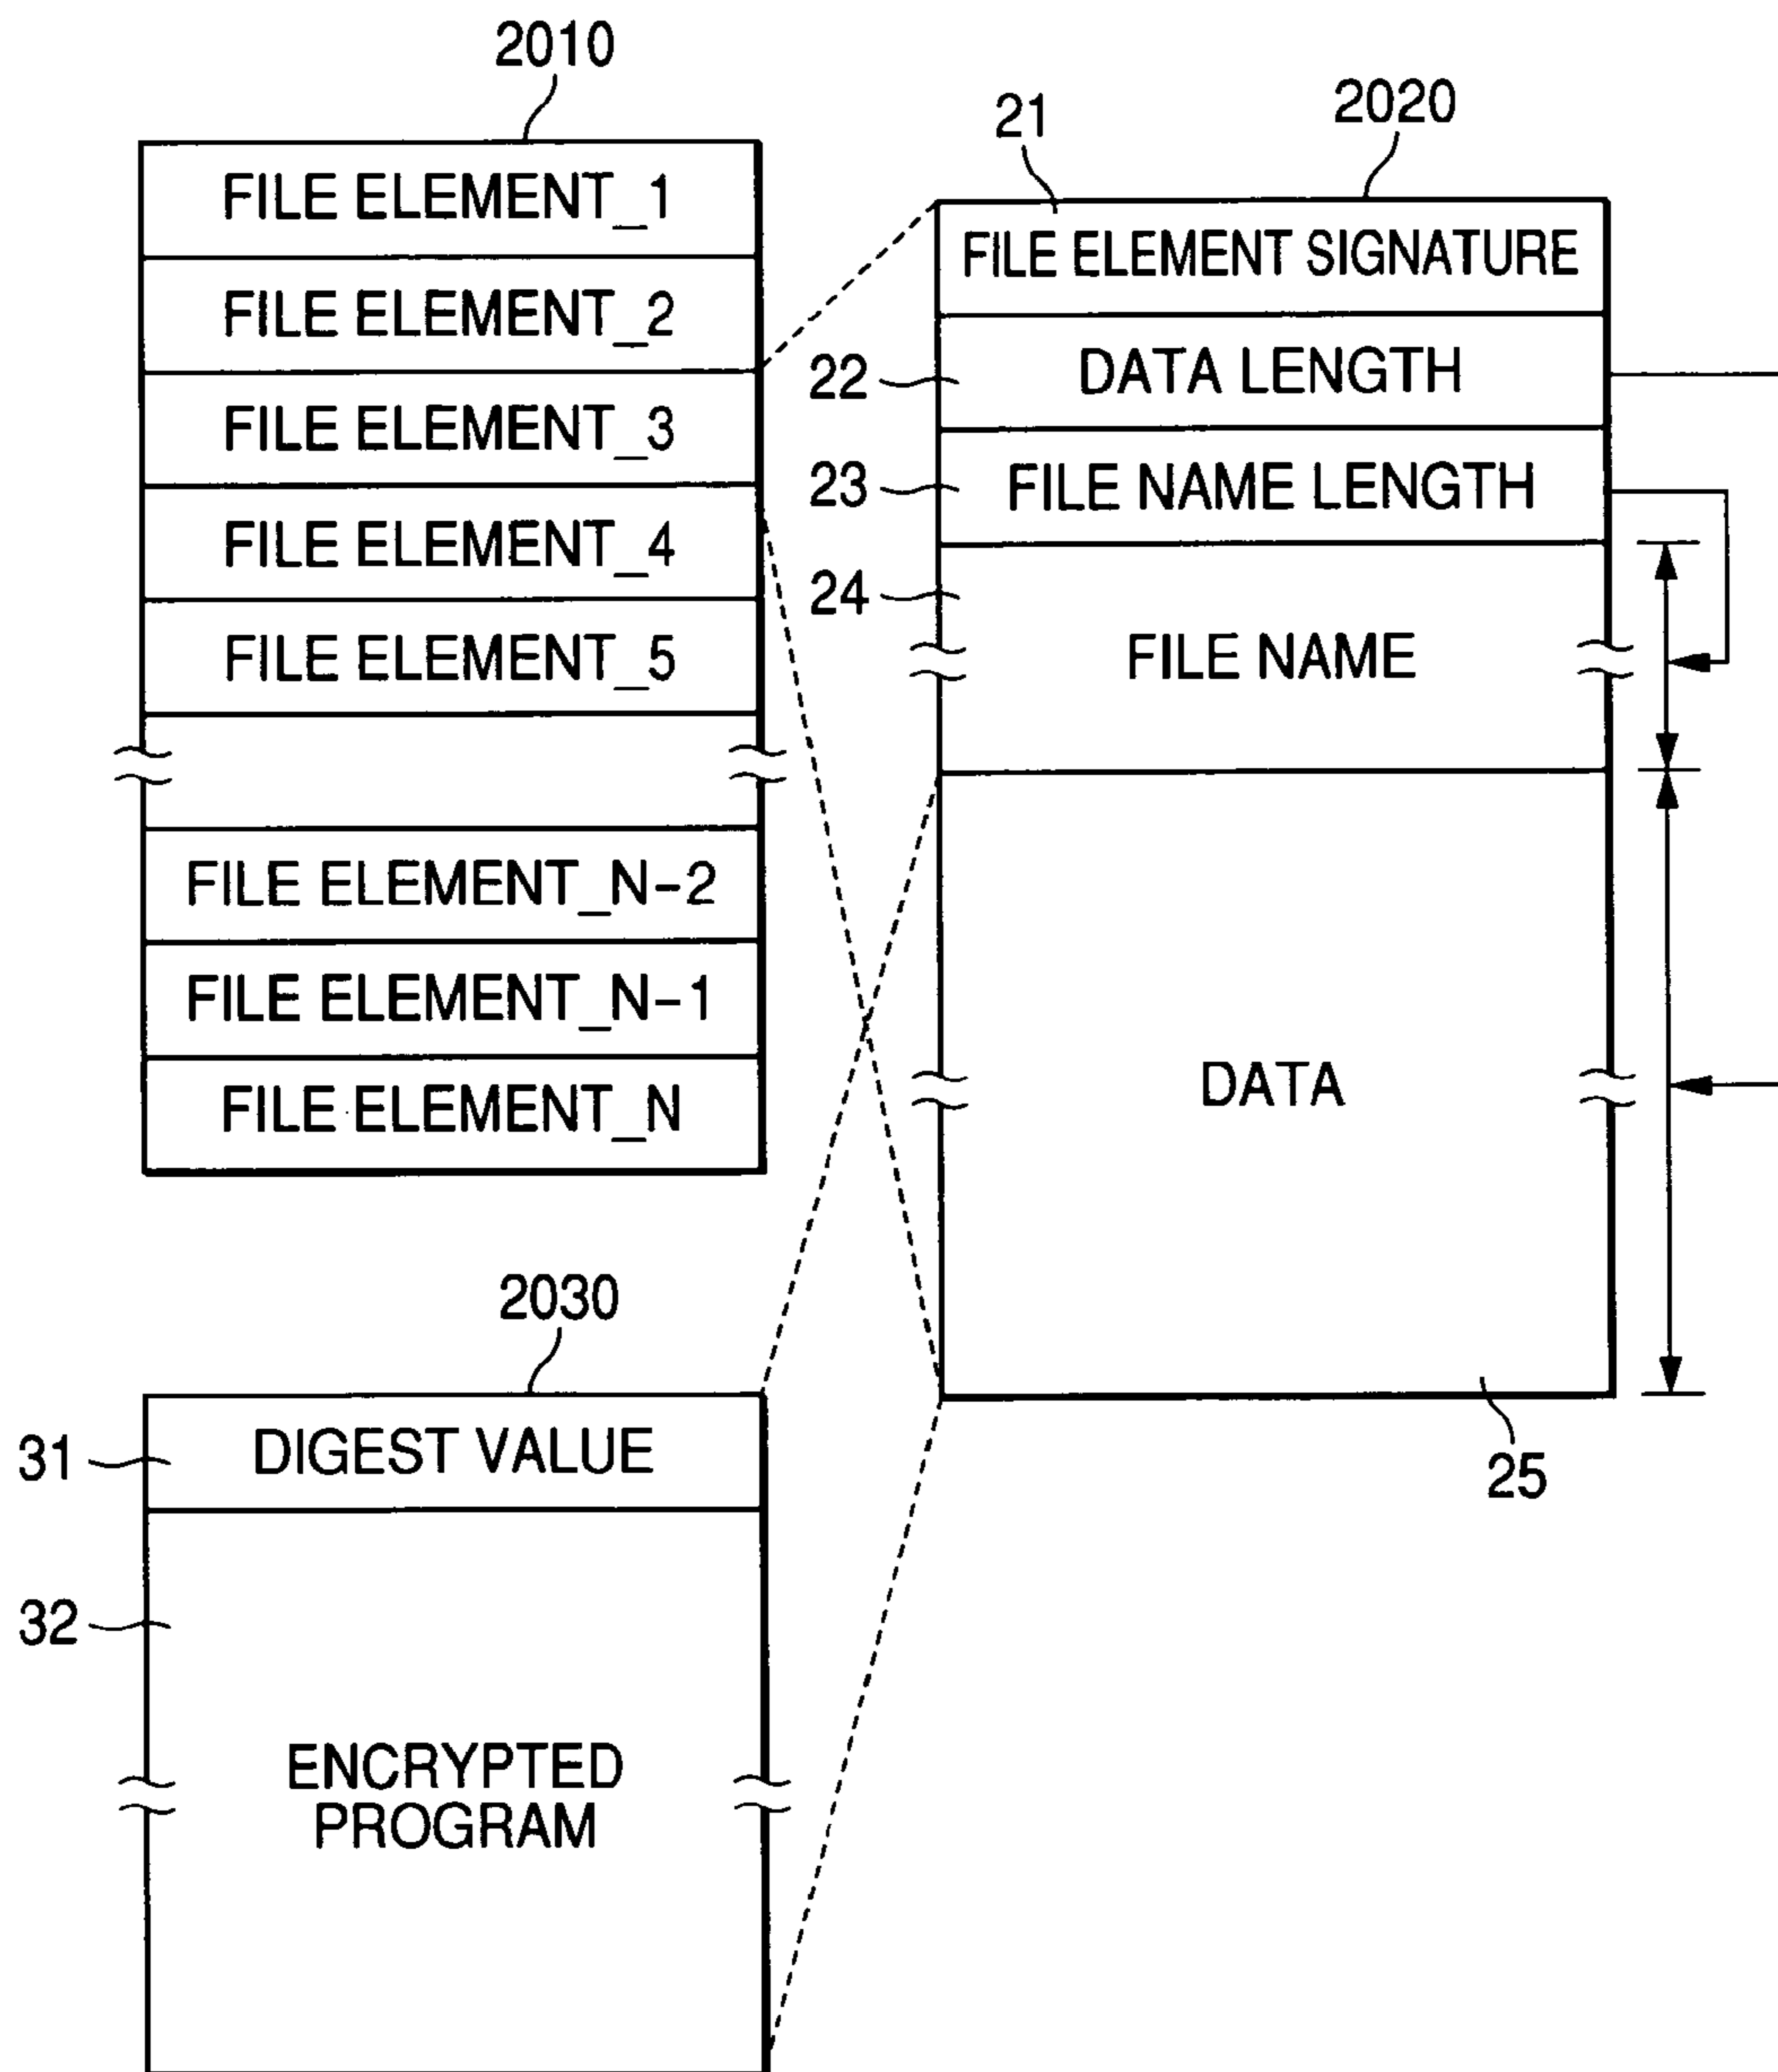 2010
FILE ELEMENT_1
FILE ELEMENT_2
FILE ELEMENT_3
FILE ELEMENT_4
FILE ELEMENT_5
FILE ELEMENT_N-2
FILE ELEMENT_N-1
FILE ELEMENT_N
21
2020
FILE ELEMENT SIGNATURE
22
DATA LENGTH
23
FILE NAME LENGTH
24
FILE NAME
DATA
25
2030
31
DIGEST VALUE
32
ENCRYPTED
PROGRAM